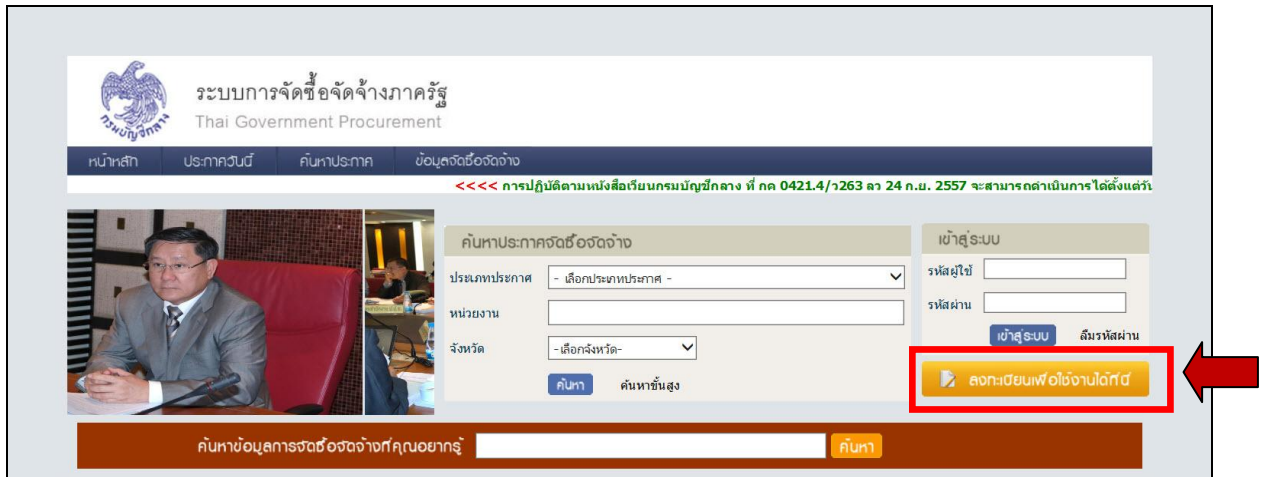 กรมบัญชีกลาง
ระบบการจัดซื้อจัดจ้างภาครัฐ
Thai Government Procurement
หน้าหลัก ประกาศวันนี้ ค้นหาประกาศ ข้อมูลจัดซื้อจัดจ้าง
<<<< การปฏิบัติตามหนังสือเวียนกรมบัญชีกลาง ที่ กค 0421.4/ว263 ลว 24 ก.ย. 2557 จะสามารถดำเนินการได้ตั้งแต่วั
ค้นหาประกาศจัดซื้อจัดจ้าง
ประเภทประกาศ - เลือกประเภทประกาศ -
หน่วยงาน
จังหวัด -เลือกจังหวัด-
ค้นหา ค้นหาขั้นสูง
เข้าสู่ระบบ
รหัสผู้ใช้
รหัสผ่าน
เข้าสู่ระบบ ลืมรหัสผ่าน
ลงทะเบียนเพื่อใช้งานได้ที่นี่
ค้นหาข้อมูลการจัดซื้อจัดจ้างที่คุณอยากรู้ ค้นหา